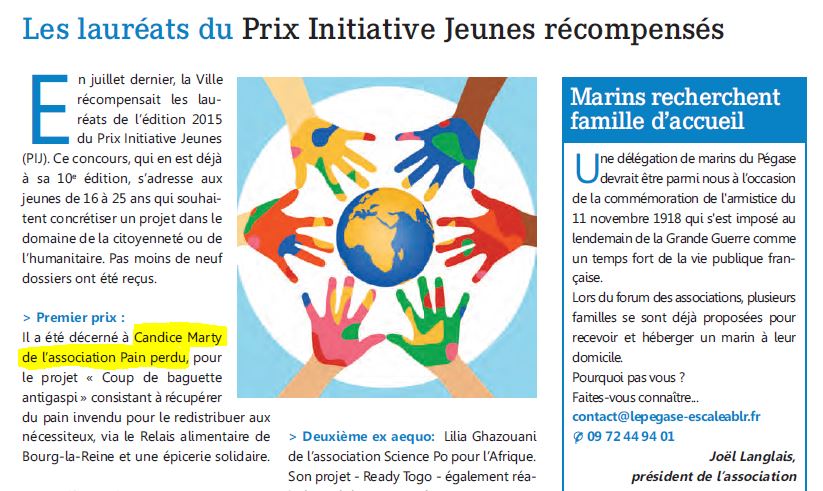 Les lauréats du Prix Initiative Jeunes récompensés
En juillet dernier, la Ville
récompensait les lau-
réats de l'édition 2015
du Prix Initiative Jeunes
(PIJ). Ce concours, qui en est déjà
à sa 10e édition, s'adresse aux
jeunes de 16 à 25 ans qui souhai-
tent concrétiser un projet dans le
domaine de la citoyenneté ou de
l'humanitaire. Pas moins de neuf
dossiers ont été reçus.
> Premier prix :
Il a été décerné à Candice Marty
de l'association Pain perdu, pour
le projet « Coup de baguette
antigaspi » consistant à récupérer
du pain invendu pour le redistribuer aux
nécessiteux, via le Relais alimentaire de
Bourg-la-Reine et une épicerie solidaire.
> Deuxième ex aequo: Lilia Ghazouani
de l'association Science Po pour l'Afrique.
Son projet - Ready Togo - également réa-
Marins recherchent
famille d'accueil
Une délégation de marins du Pégase
devrait être parmi nous à l'occasion
de la commémoration de l'armistice du
11 novembre 1918 qui s'est imposé au
lendemain de la Grande Guerre comme
un temps fort de la vie publique fran-
çaise.
Lors du forum des associations, plusieurs
familles se sont déjà proposées pour
recevoir et héberger un marin à leur
domicile.
Pourquoi pas vous ?
Faites-vous connaître...
contact@lepegase-escaleablr.fr
✆ 09 72 44 94 01
Joël Langlais,
président de l'association